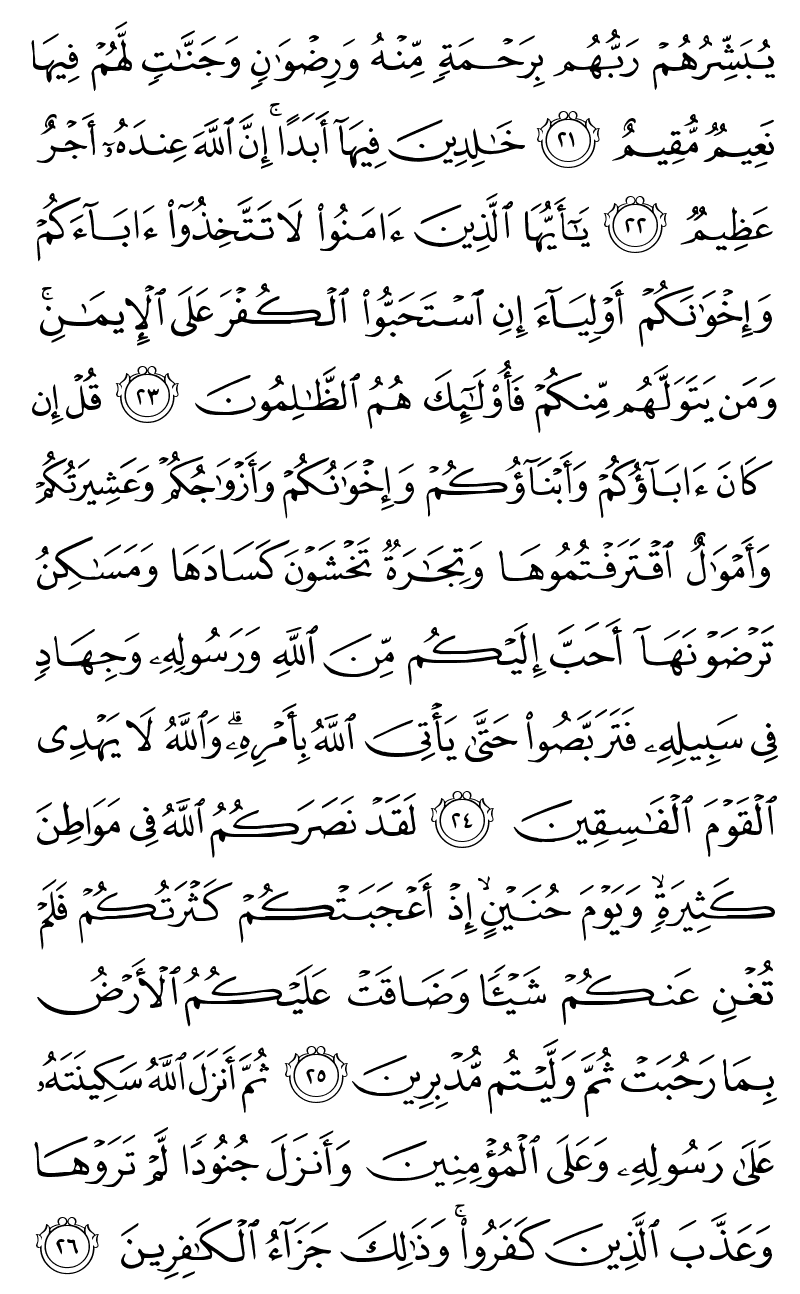 يُبَشِّرُهُمۡ رَبُّهُم بِرَحۡمَةٖ مِّنۡهُ وَرِضۡوَٰنٖ وَجَنَّٰتٖ لَّهُمۡ فِيهَا
نَعِيمٞ مُّقِيمٌ ٢١ خَٰلِدِينَ فِيهَآ أَبَدًاۚ إِنَّ ٱللَّهَ عِندَهُۥٓ أَجۡرٌ
عَظِيمٞ ٢٢ يَٰٓأَيُّهَا ٱلَّذِينَ ءَامَنُواْ لَا تَتَّخِذُوٓاْ ءَابَآءَكُمۡ
وَإِخۡوَٰنَكُمۡ أَوۡلِيَآءَ إِنِ ٱسۡتَحَبُّواْ ٱلۡكُفۡرَ عَلَى ٱلۡإِيمَٰنِۚ
وَمَن يَتَوَلَّهُم مِّنكُمۡ فَأُوْلَٰٓئِكَ هُمُ ٱلظَّٰلِمُونَ ٢٣ قُلۡ إِن
كَانَ ءَابَآؤُكُمۡ وَأَبۡنَآؤُكُمۡ وَإِخۡوَٰنُكُمۡ وَأَزۡوَٰجُكُمۡ وَعَشِيرَتُكُمۡ
وَأَمۡوَٰلٌ ٱقۡتَرَفۡتُمُوهَا وَتِجَٰرَةٞ تَخۡشَوۡنَ كَسَادَهَا وَمَسَٰكِنُ
تَرۡضَوۡنَهَآ أَحَبَّ إِلَيۡكُم مِّنَ ٱللَّهِ وَرَسُولِهِۦ وَجِهَادٖ
فِي سَبِيلِهِۦ فَتَرَبَّصُواْ حَتَّىٰ يَأۡتِيَ ٱللَّهُ بِأَمۡرِهِۦۗ وَٱللَّهُ لَا يَهۡدِي
ٱلۡقَوۡمَ ٱلۡفَٰسِقِينَ ٢٤ لَقَدۡ نَصَرَكُمُ ٱللَّهُ فِي مَوَاطِنَ
كَثِيرَةٖ وَيَوۡمَ حُنَيۡنٍ إِذۡ أَعۡجَبَتۡكُمۡ كَثۡرَتُكُمۡ فَلَمۡ
تُغۡنِ عَنكُمۡ شَيۡـٔٗا وَضَاقَتۡ عَلَيۡكُمُ ٱلۡأَرۡضُ
بِمَا رَحُبَتۡ ثُمَّ وَلَّيۡتُم مُّدۡبِرِينَ ٢٥ ثُمَّ أَنزَلَ ٱللَّهُ سَكِينَتَهُۥ
عَلَىٰ رَسُولِهِۦ وَعَلَى ٱلۡمُؤۡمِنِينَ وَأَنزَلَ جُنُودٗا لَّمۡ تَرَوۡهَا
وَعَذَّبَ ٱلَّذِينَ كَفَرُواْۚ وَذَٰلِكَ جَزَآءُ ٱلۡكَٰفِرِينَ ٢٦